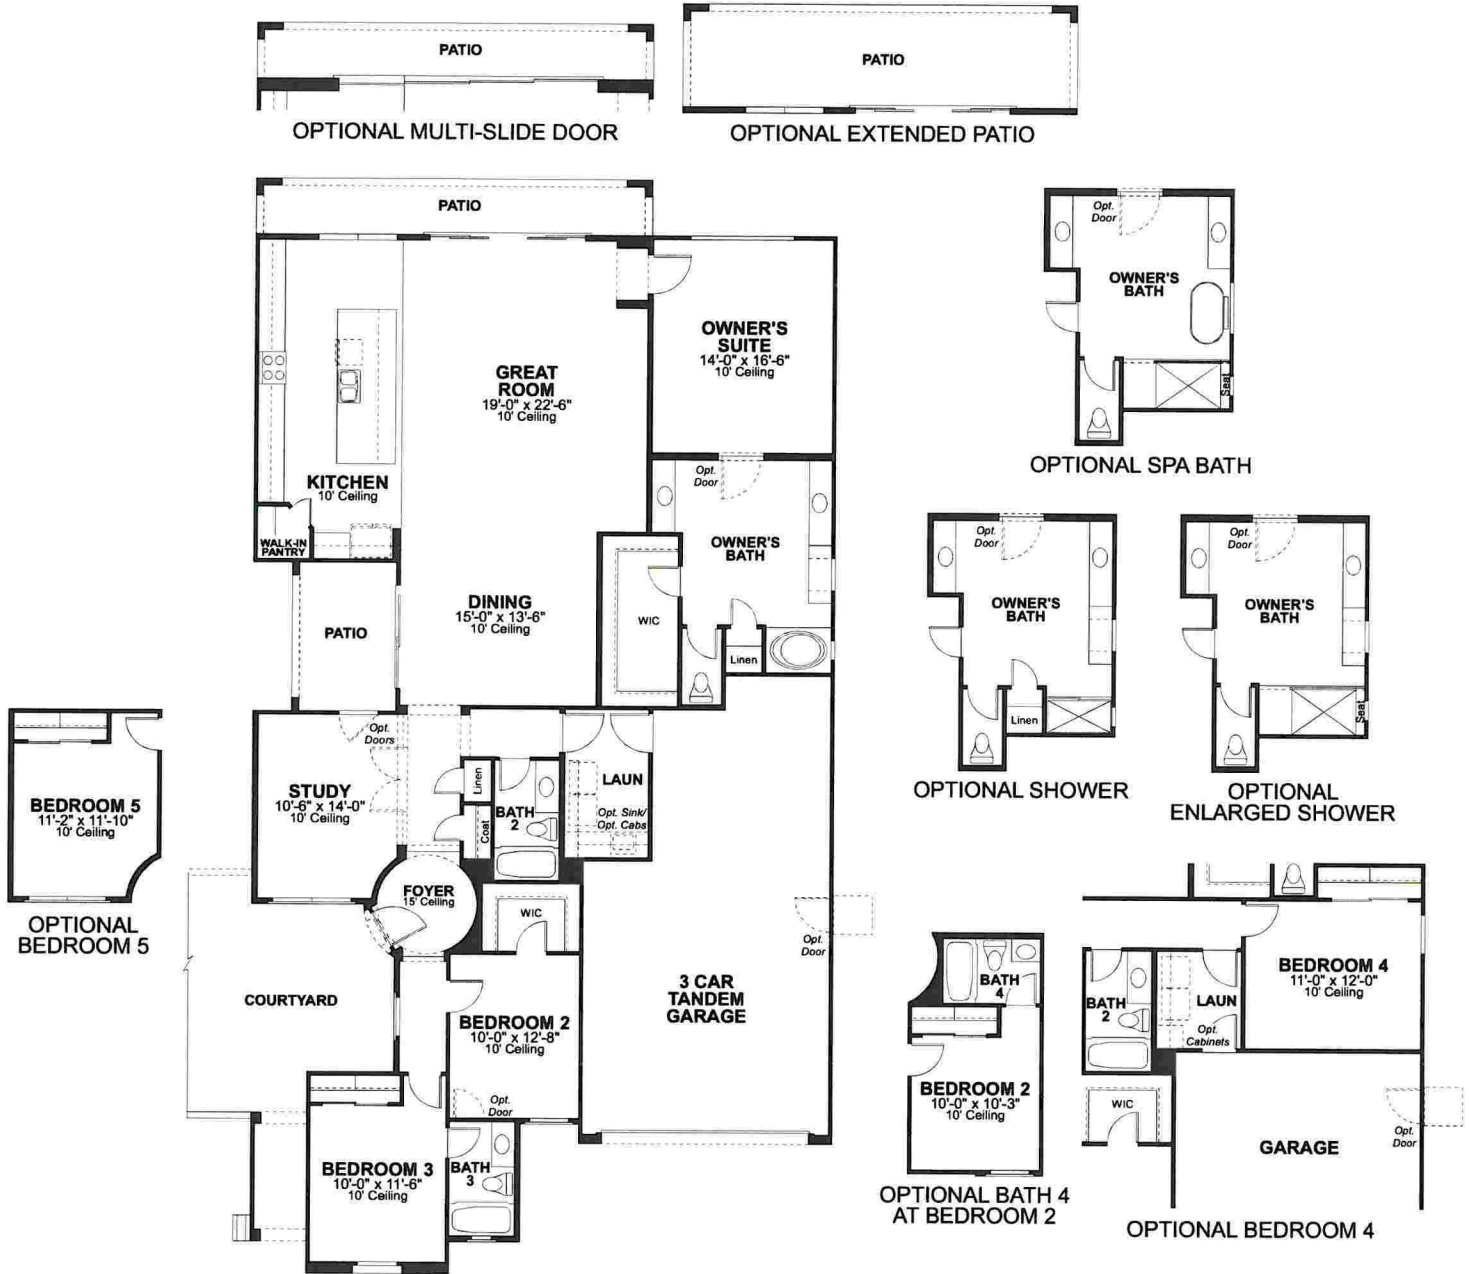 PATIO
OPTIONAL MULTI-SLIDE DOOR
PATIO
OPTIONAL EXTENDED PATIO
PATIO
OWNER'S
SUITE
14'-0" x 16'-6"
10' Ceiling
GREAT
ROOM
19'-0" x 22'-6"
10' Ceiling
KITCHEN
10' Ceiling
WALK-IN
PANTRY
Opt.
Door
OWNER'S
BATH
DINING
15'-0" x 13'-6"
10' Ceiling
WIC
Linen
PATIO
Opt.
Doors
STUDY
10'-6" x 14'-0"
10' Ceiling
Linen
Coat
BATH
2
LAUN
Opt. Sink/
Opt. Cabs
FOYER
15' Ceiling
WIC
COURTYARD
3 CAR
TANDEM
GARAGE
Opt.
Door
BEDROOM 2
10'-0" x 12'-8"
10' Ceiling
Opt.
Door
BEDROOM 3
10'-0" x 11'-6"
10' Ceiling
BATH
3
BEDROOM 5
11'-2" x 11'-10"
10' Ceiling
OPTIONAL
BEDROOM 5
Opt.
Door
OWNER'S
BATH
Seat
OPTIONAL SPA BATH
Opt.
Door
OWNER'S
BATH
Linen
OPTIONAL SHOWER
Opt.
Door
OWNER'S
BATH
Seat
OPTIONAL
ENLARGED SHOWER
BATH
4
BEDROOM 2
10'-0" x 10'-3"
10' Ceiling
OPTIONAL BATH 4
AT BEDROOM 2
BEDROOM 4
11'-0" x 12'-0"
10' Ceiling
BATH
2
LAUN
Opt.
Cabinets
WIC
Opt.
Door
GARAGE
OPTIONAL BEDROOM 4